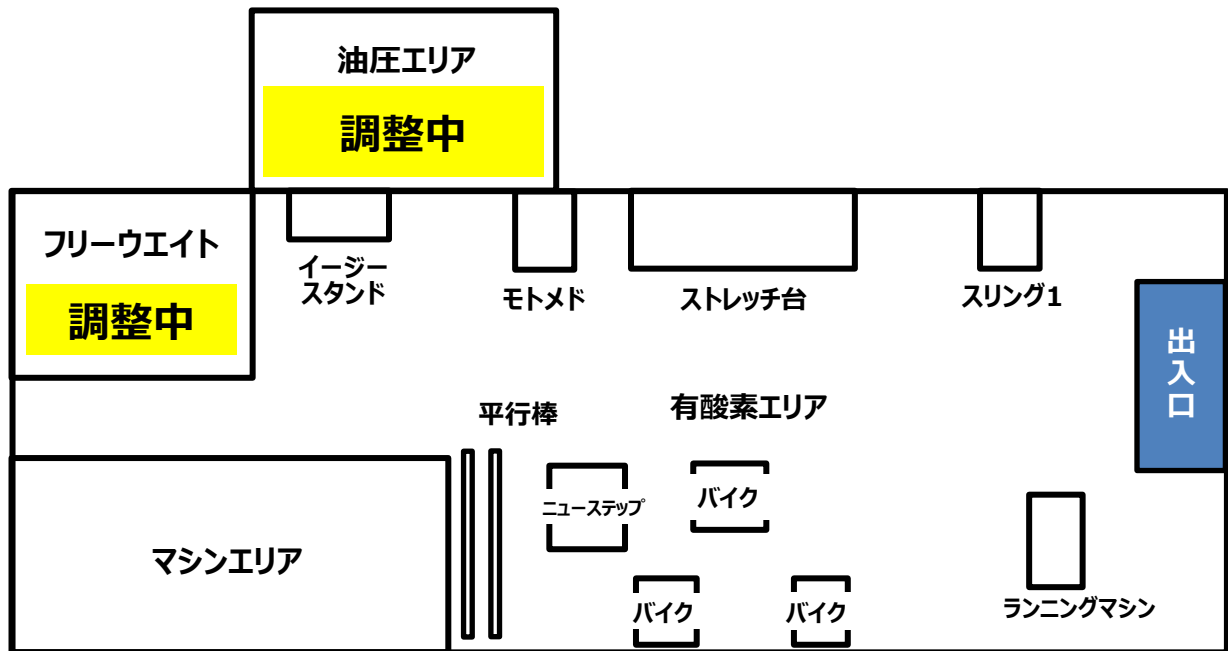 油圧エリア
調整中
フリーウエイト
調整中
イージー
スタンド
モトメド
ストレッチ台
スリング1
出入口
平行棒
有酸素エリア
ニューステップ
バイク
マシンエリア
バイク
バイク
ランニングマシン